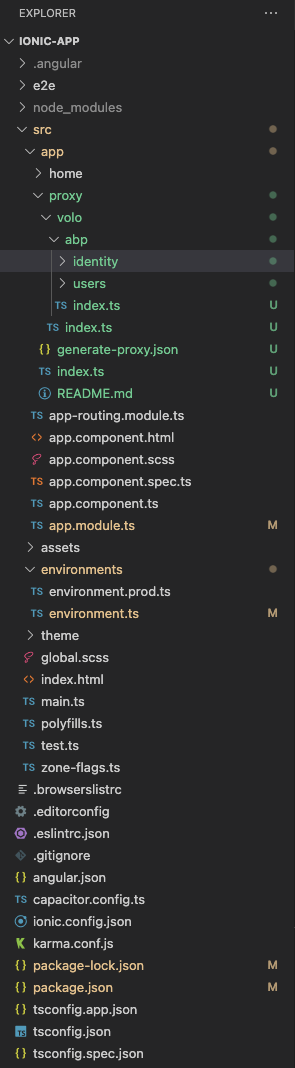 EXPLORER ...
IONIC-APP
.angular
e2e
node_modules
src
app
home
proxy
volo
abp
identity
users
TS index.ts U
TS index.ts U
{} generate-proxy.json U
TS index.ts U
README.md U
TS app-routing.module.ts
<> app.component.html
app.component.scss
TS app.component.spec.ts
TS app.component.ts
TS app.module.ts M
assets
environments
TS environment.prod.ts
TS environment.ts M
theme
global.scss
<> index.html
TS main.ts
TS polyfills.ts
TS test.ts
TS zone-flags.ts
.browserslistrc
.editorconfig
.eslintrc.json
.gitignore
{} angular.json
TS capacitor.config.ts
ionic.config.json
karma.conf.js
{} package-lock.json M
{} package.json M
{} tsconfig.app.json
TS tsconfig.json
{} tsconfig.spec.json